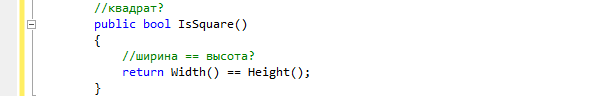 //квадрат?
public bool IsSquare()
{
//ширина == высота?
return Width() == Height();
}